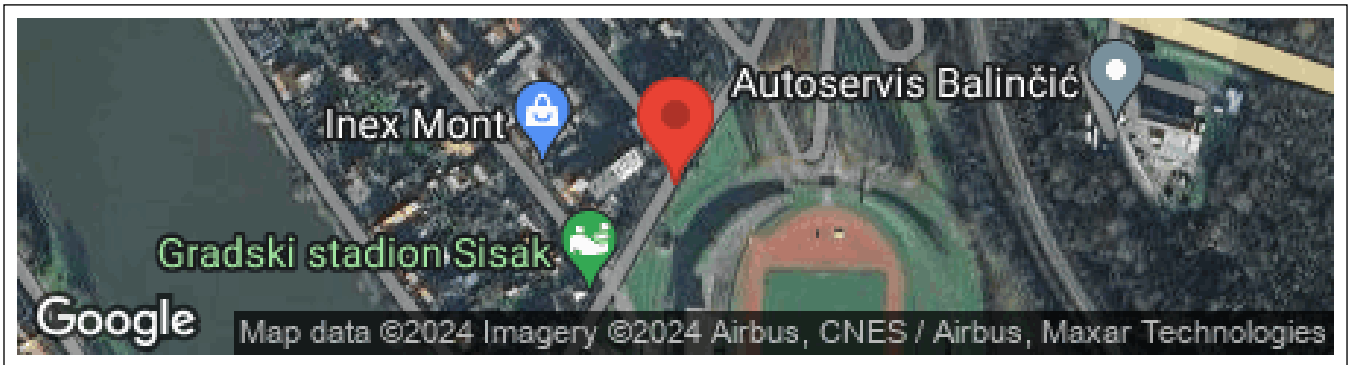 Autoservis Balinčić
Inex Mont
Gradski stadion Sisak
Google
Map data ©2024 Imagery ©2024 Airbus, CNES / Airbus, Maxar Technologies